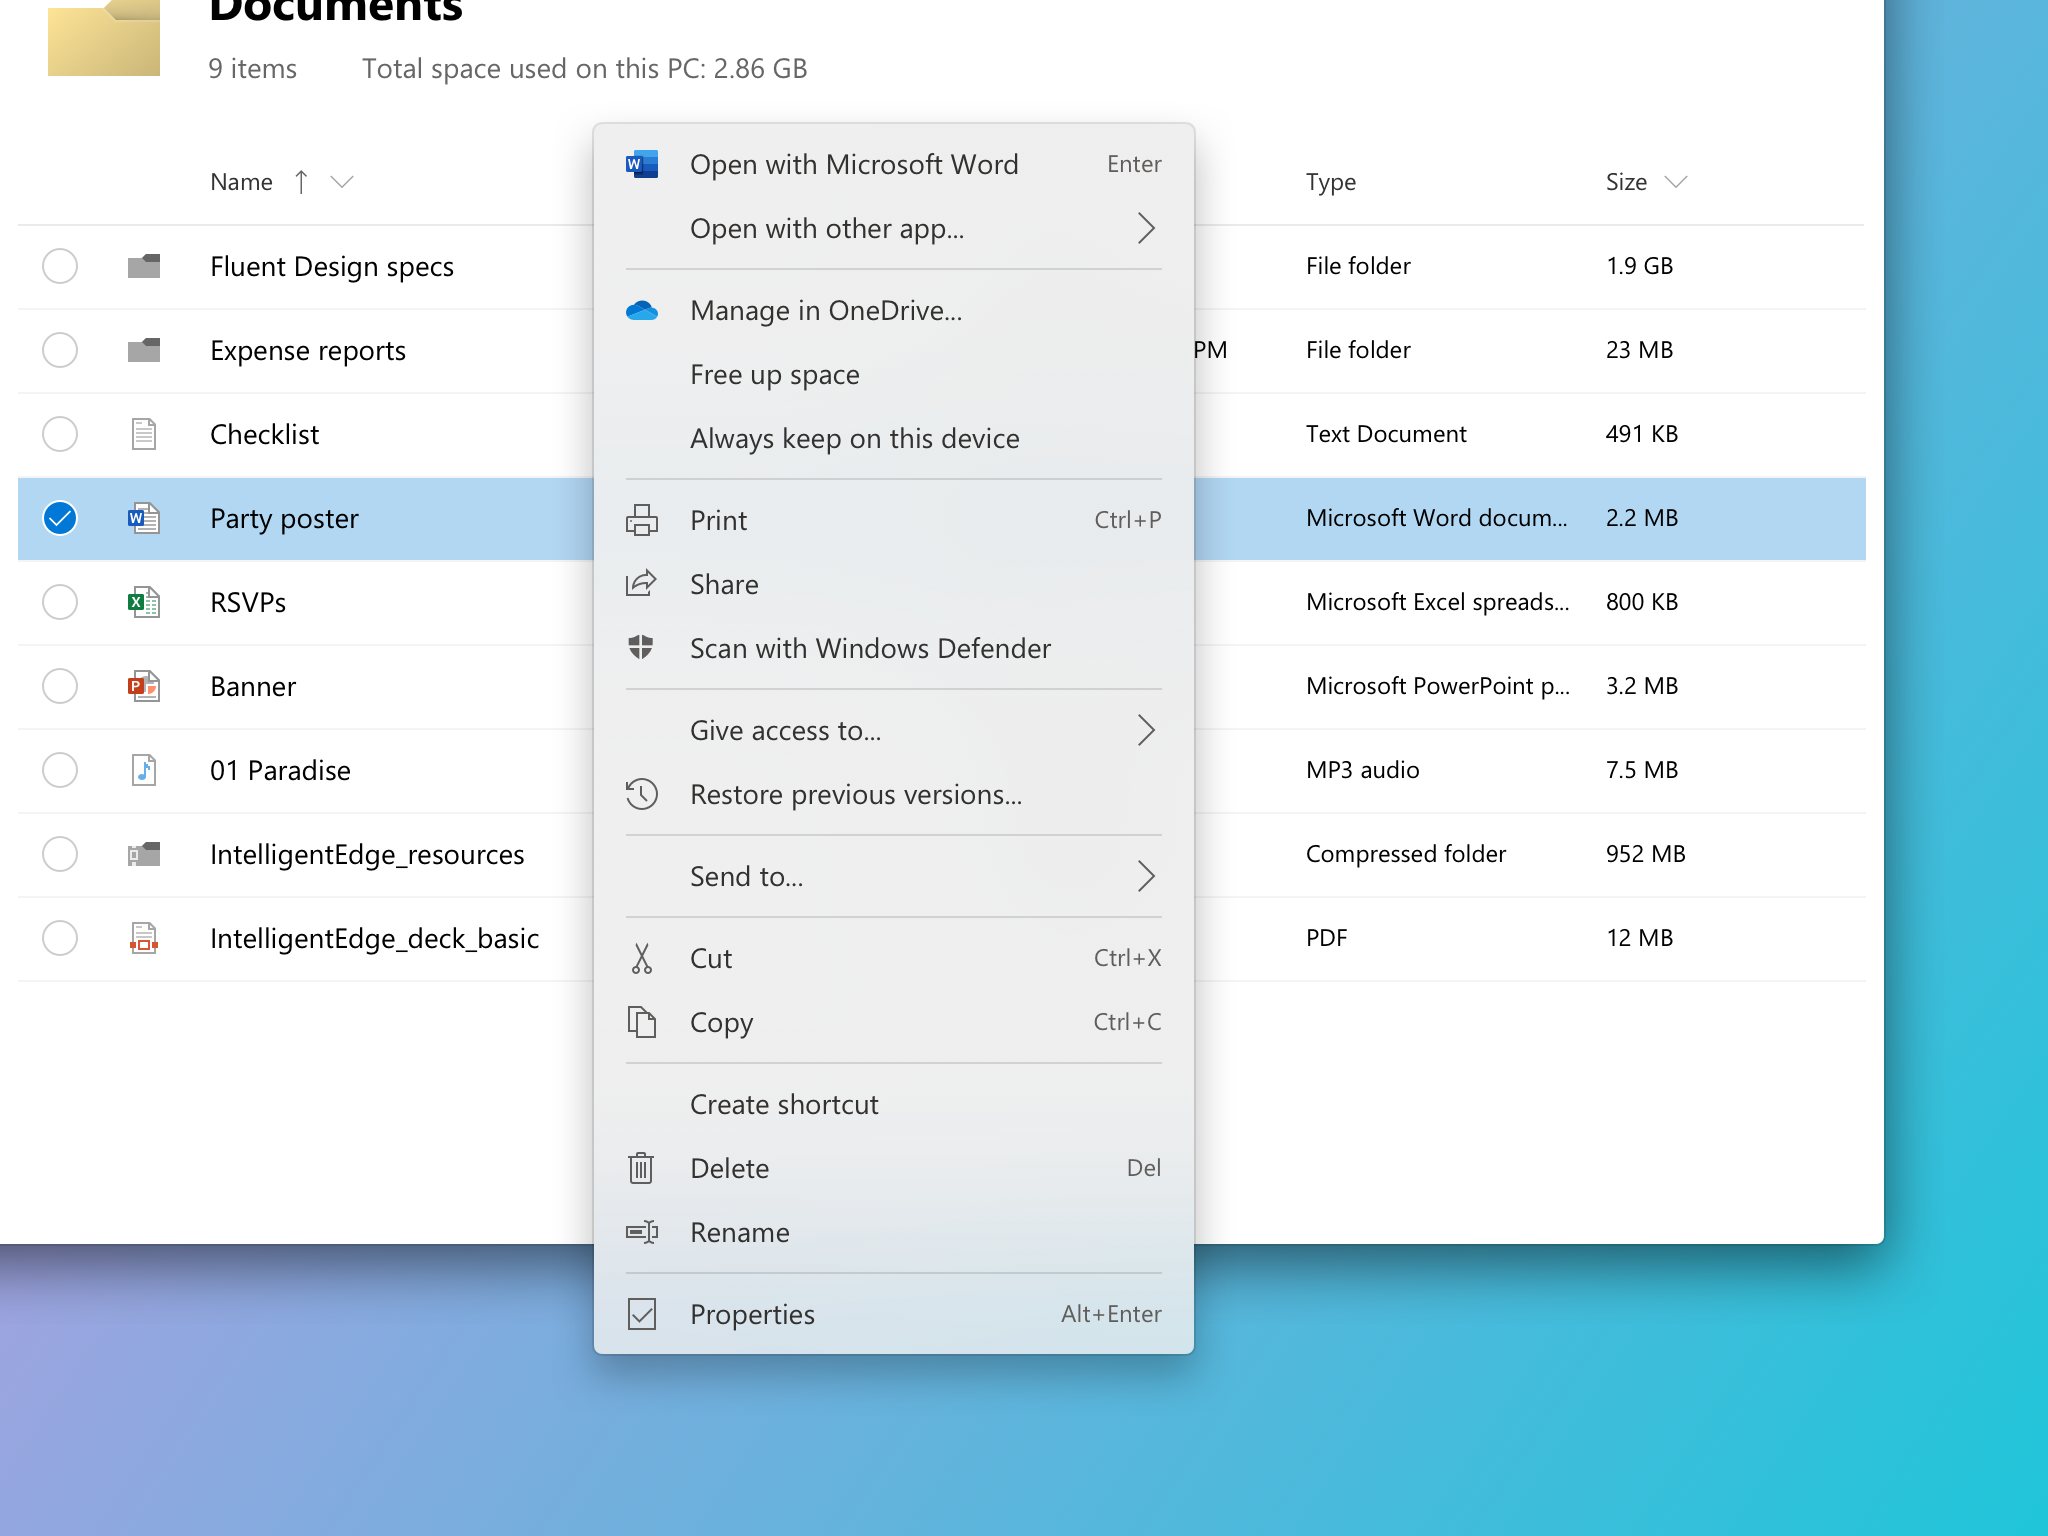 Documents
9 items Total space used on this PC: 2.86 GB
Name Type Size
Fluent Design specs File folder 1.9 GB
Expense reports PM File folder 23 MB
Checklist Text Document 491 KB
Party poster Microsoft Word docum... 2.2 MB
RSVPs Microsoft Excel spreads... 800 KB
Banner Microsoft PowerPoint p... 3.2 MB
01 Paradise MP3 audio 7.5 MB
IntelligentEdge_resources Compressed folder 952 MB
IntelligentEdge_deck_basic PDF 12 MB
Open with Microsoft Word Enter
Open with other app...
Manage in OneDrive...
Free up space
Always keep on this device
Print Ctrl+P
Share
Scan with Windows Defender
Give access to...
Restore previous versions...
Send to...
Cut Ctrl+X
Copy Ctrl+C
Create shortcut
Delete Del
Rename
Properties Alt+Enter